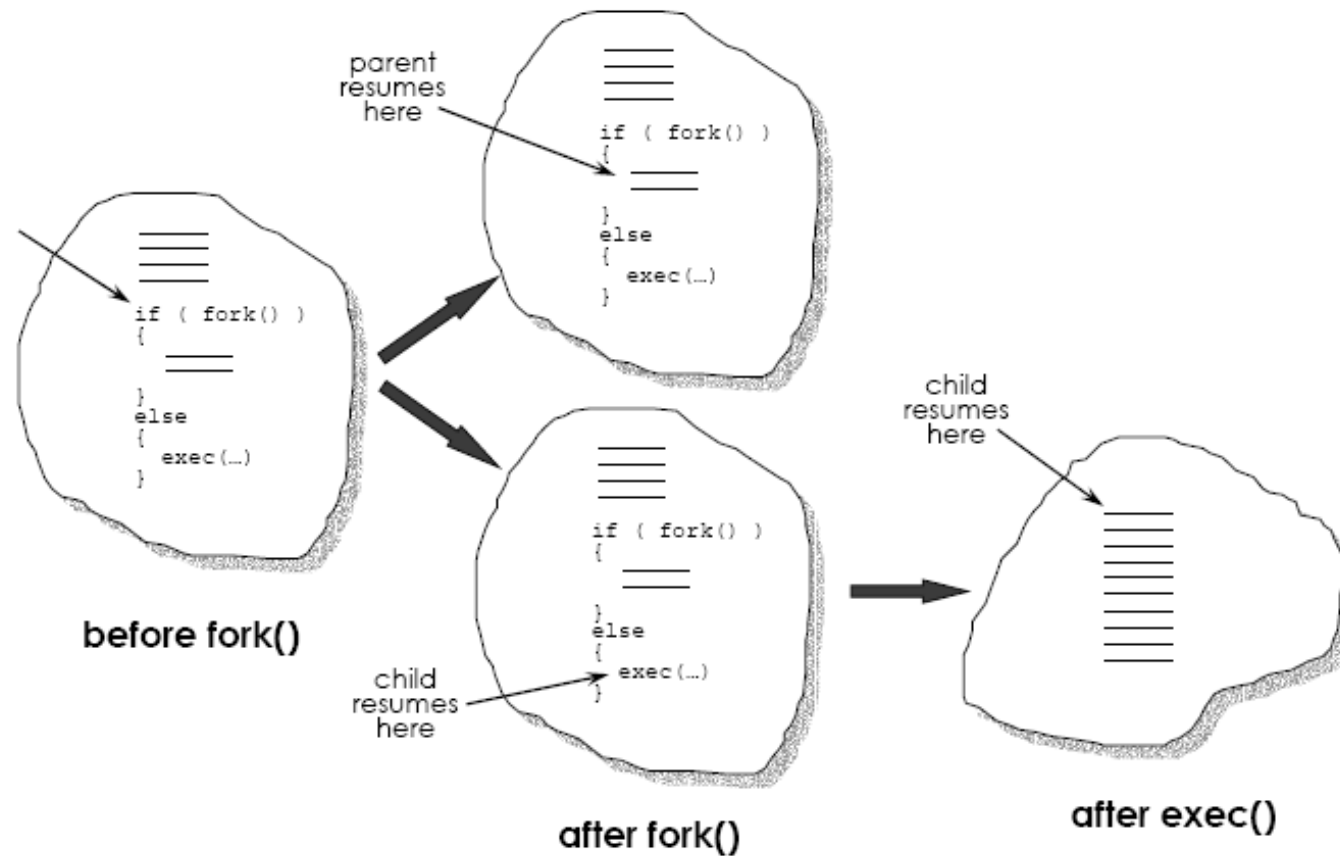 if ( fork() )
{
}
else
{
exec(…)
}
before fork()
parent
resumes
here
if ( fork() )
{
}
else
{
exec(…)
}
if ( fork() )
{
}
else
{
exec(…)
}
child
resumes
here
after fork()
child
resumes
here
after exec()